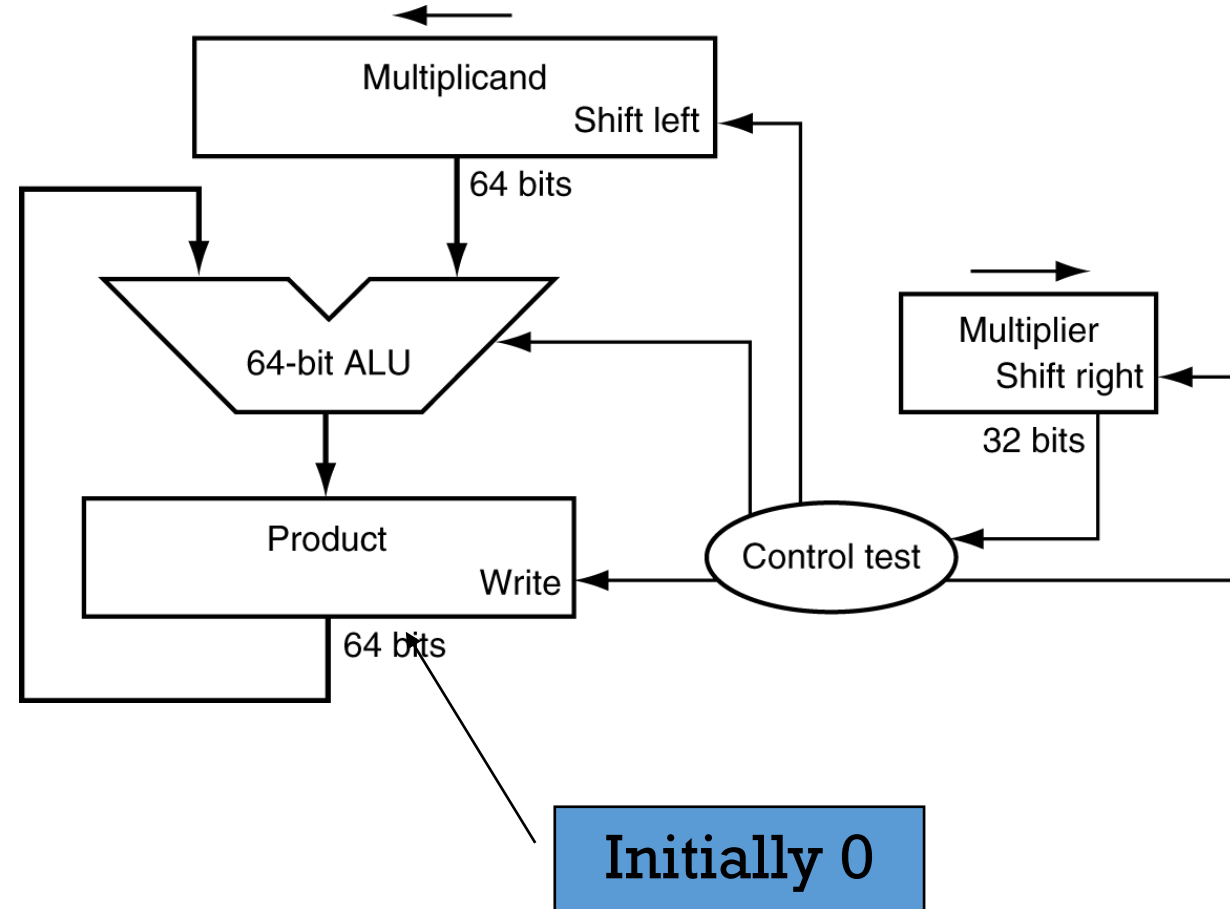 Multiplicand
Shift left
64 bits
64-bit ALU
Multiplier
Shift right
32 bits
Product
Write
Control test
64 bits
Initially 0